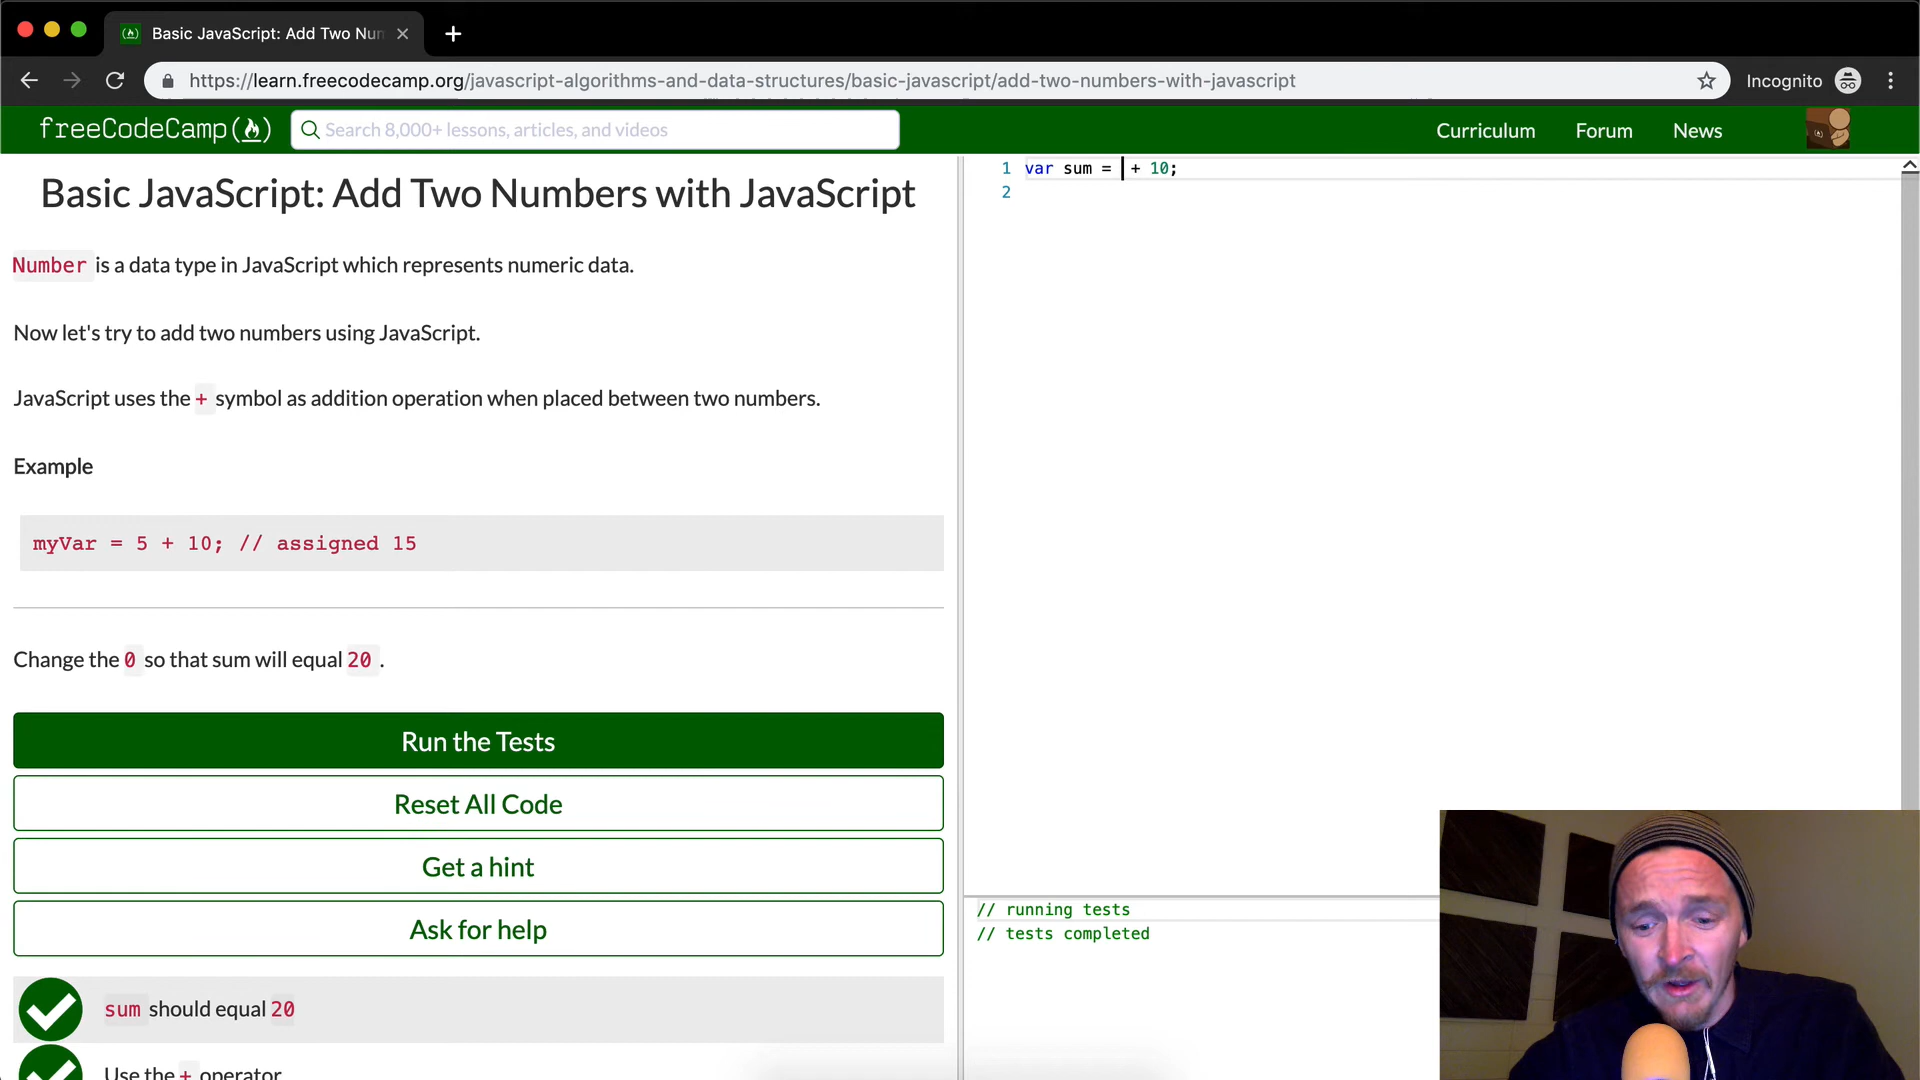 Basic JavaScript: Add Two Num
https://learn.freecodecamp.org/javascript-algorithms-and-data-structures/basic-javascript/add-two-numbers-with-javascript
Incognito
freeCodeCamp
Search 8,000+ lessons, articles, and videos
Curriculum Forum News
Basic JavaScript: Add Two Numbers with JavaScript
Number is a data type in JavaScript which represents numeric data.
Now let's try to add two numbers using JavaScript.
JavaScript uses the + symbol as addition operation when placed between two numbers.
Example
myVar = 5 + 10; // assigned 15
Change the 0 so that sum will equal 20 .
Run the Tests
Reset All Code
Get a hint
Ask for help
sum should equal 20
Use the + operator
1 var sum = + 10;
2
// running tests
// tests completed